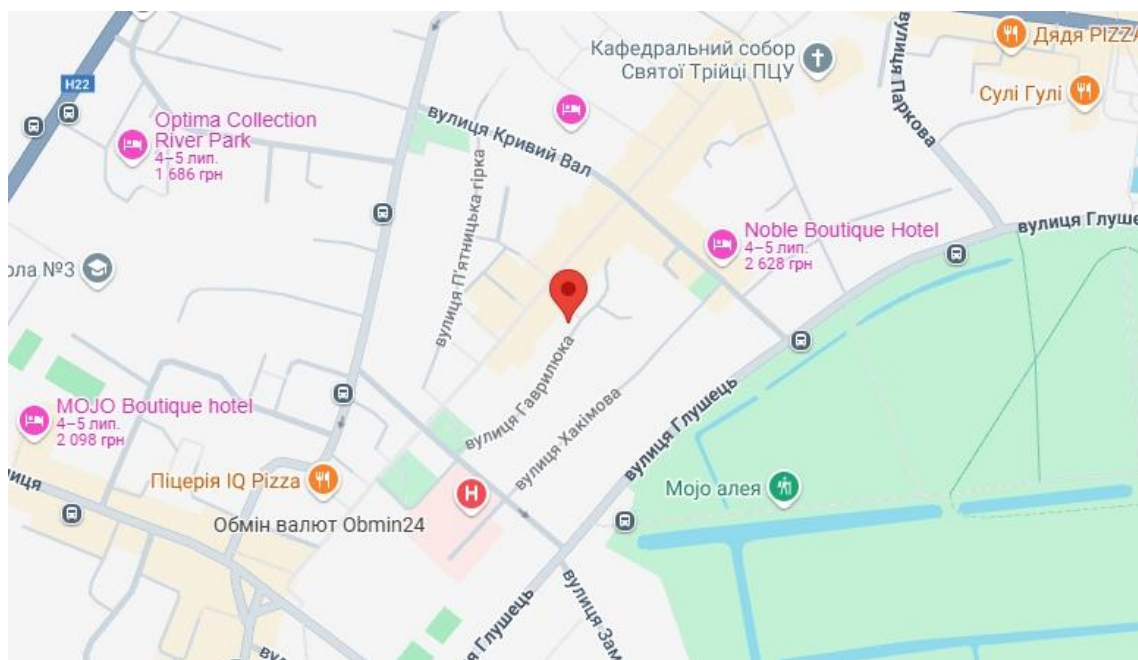 Кафедральний собор
Святої Трійці ПЦУ
Дядя PIZZA
Сулі Гулі
вулиця Паркова
H22
Optima Collection
River Park
4–5 лип.
1 686 грн
вулиця Кривий Вал
вулиця П'ятницька гірка
Noble Boutique Hotel
4–5 лип.
2 628 грн
вулиця Глуше
ола №3
вулиця Гаврилюка
вулиця Хакімова
вулиця Глушець
MOJO Boutique hotel
4–5 лип.
2 098 грн
Піцерія IQ Pizza
иця
H
Мојо алея
Обмін валют Obmin24
вулиця Глушець
вулиця Зам
ву